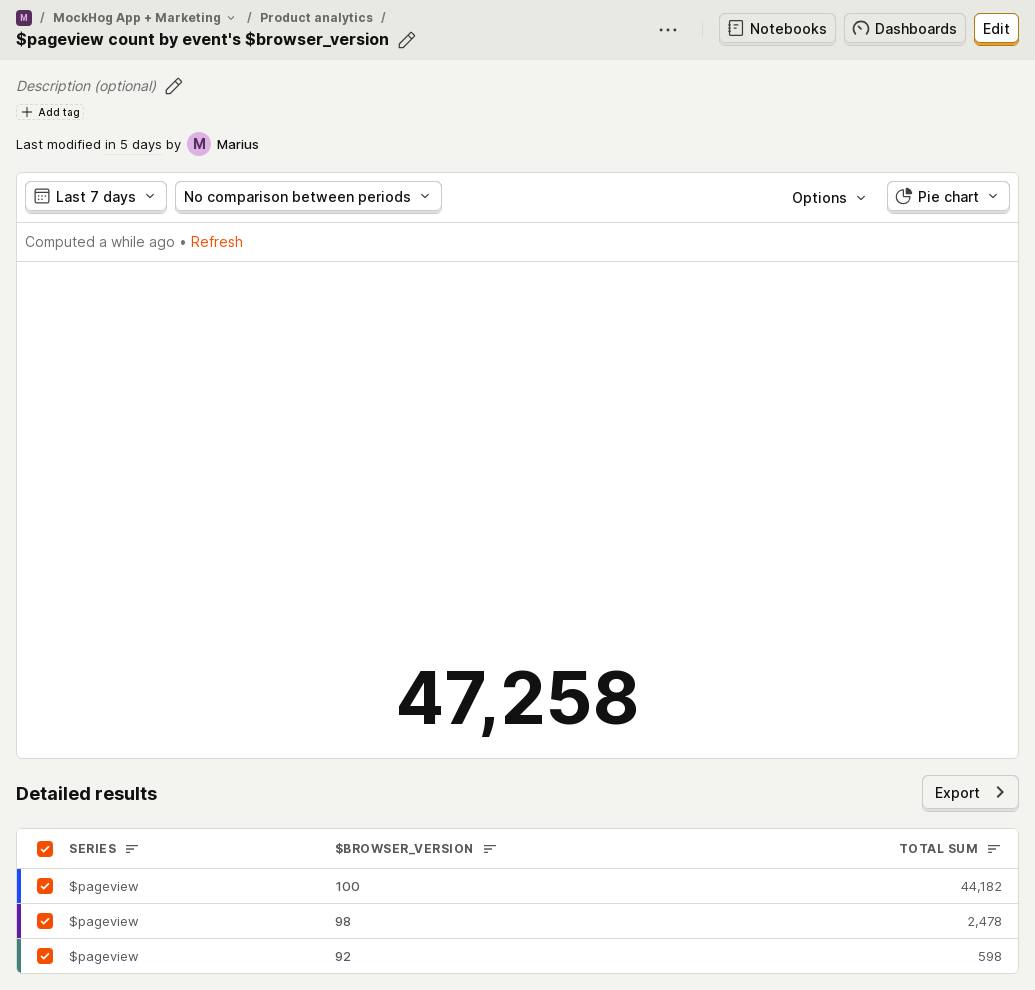 M / MockHog App + Marketing / Product analytics /
$pageview count by event's $browser_version
Notebooks Dashboards Edit
Description (optional)
Add tag
Last modified in 5 days by M Marius
Last 7 days No comparison between periods Options Pie chart
Computed a while ago • Refresh
47,258
Detailed results Export
SERIES $BROWSER_VERSION TOTAL SUM
$pageview 100 44,182
$pageview 98 2,478
$pageview 92 598